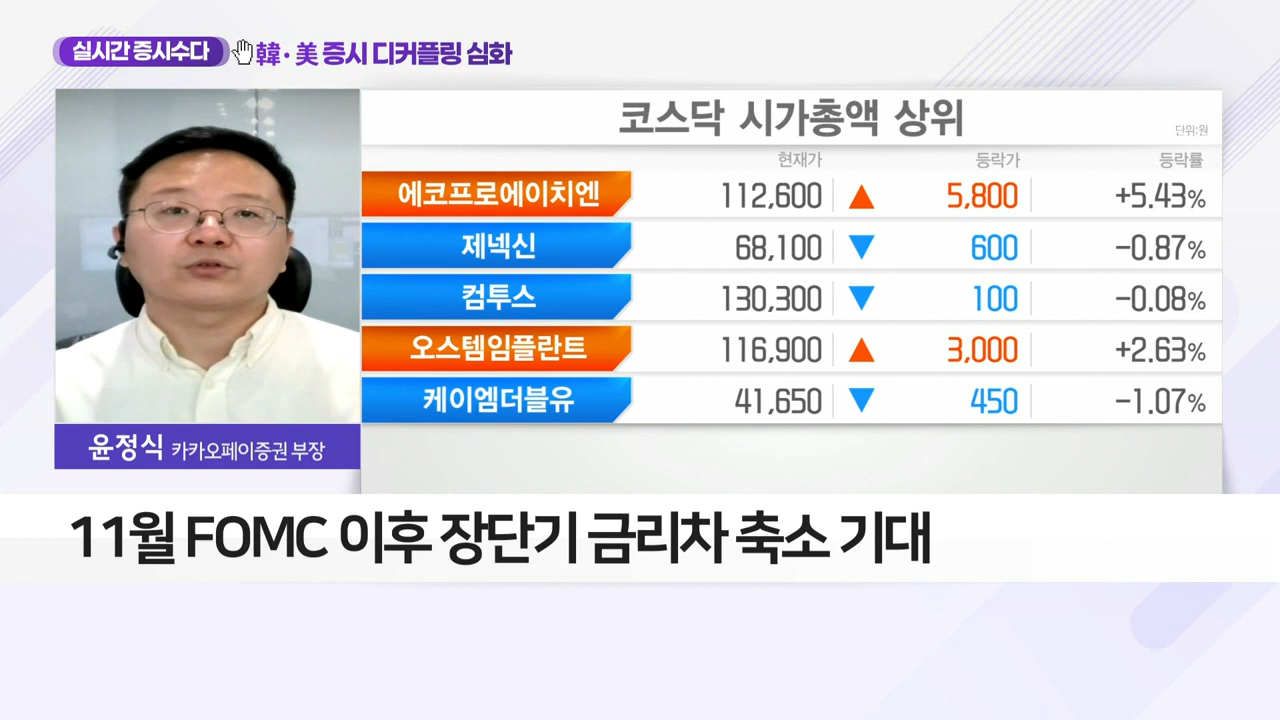 실시간 증시수다 韓·美 증시 디커플링 심화
코스닥 시가총액 상위
단위:원
현재가 등락가 등락률
에코프로에이치엔 112,600 ▲ 5,800 +5.43%
제넥신 68,100 ▼ 600 -0.87%
컴투스 130,300 ▼ 100 -0.08%
오스템임플란트 116,900 ▲ 3,000 +2.63%
케이엠더블유 41,650 ▼ 450 -1.07%
윤정식 카카오페이증권 부장
11월 FOMC 이후 장단기 금리차 축소 기대